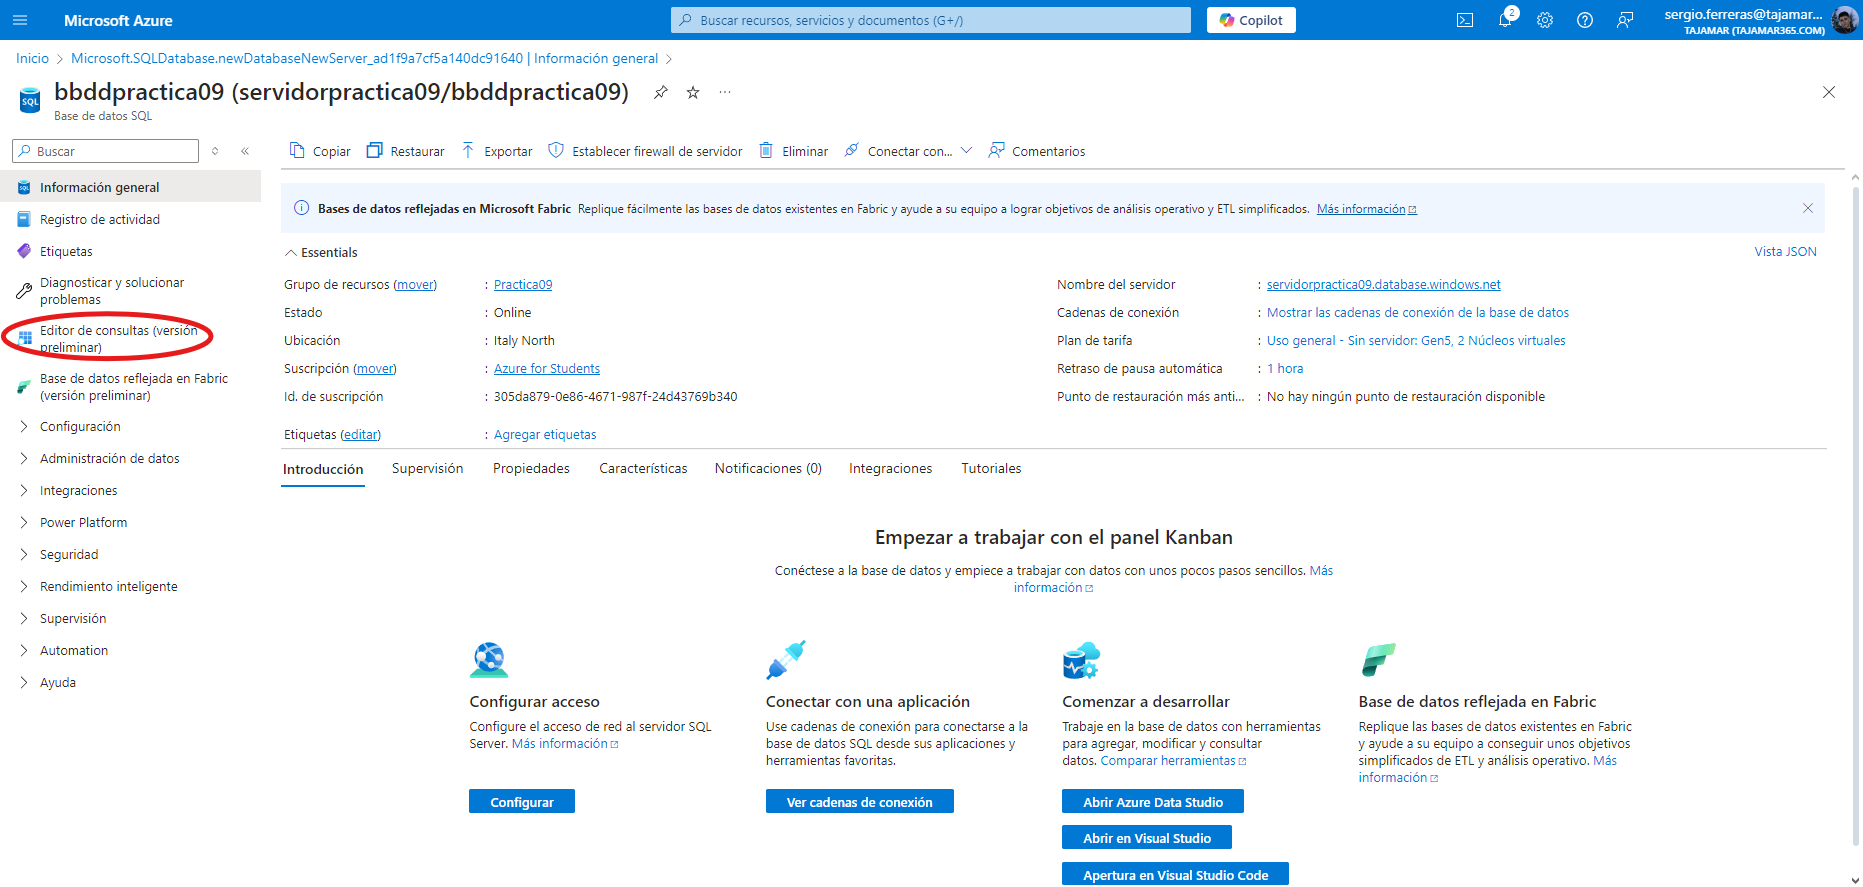 Microsoft Azure
Buscar recursos, servicios y documentos (G+/)
Copilot
2
sergio.ferreras@tajamar...
TAJAMAR (TAJAMAR365.COM)
Inicio > Microsoft.SQLDatabase.newDatabaseNewServer_ad1f9a7cf5a140dc91640 | Información general >
SQL
bbddpractica09 (servidorpractica09/bbddpractica09)
Base de datos SQL
Buscar
Copiar
Restaurar
Exportar
Establecer firewall de servidor
Eliminar
Conectar con...
Comentarios
Información general
Registro de actividad
Etiquetas
Diagnosticar y solucionar
problemas
Editor de consultas (versión
preliminar)
Base de datos reflejada en Fabric
(versión preliminar)
Configuración
Administración de datos
Integraciones
Power Platform
Seguridad
Rendimiento inteligente
Supervisión
Automation
Ayuda
Bases de datos reflejadas en Microsoft Fabric Replique fácilmente las bases de datos existentes en Fabric y ayude a su equipo a lograr objetivos de análisis operativo y ETL simplificados. Más información
Essentials
Vista JSON
Grupo de recursos (mover) : Practica09
Estado : Online
Ubicación : Italy North
Suscripción (mover) : Azure for Students
Id. de suscripción : 305da879-0e86-4671-987f-24d43769b340
Etiquetas (editar) : Agregar etiquetas
Nombre del servidor : servidorpractica09.database.windows.net
Cadenas de conexión : Mostrar las cadenas de conexión de la base de datos
Plan de tarifa : Uso general - Sin servidor: Gen5, 2 Núcleos virtuales
Retraso de pausa automática : 1 hora
Punto de restauración más anti... : No hay ningún punto de restauración disponible
Introducción
Supervisión
Propiedades
Características
Notificaciones (0)
Integraciones
Tutoriales
Empezar a trabajar con el panel Kanban
Conéctese a la base de datos y empiece a trabajar con datos con unos pocos pasos sencillos. Más
información
Configurar acceso
Configure el acceso de red al servidor SQL
Server. Más información
Configurar
Conectar con una aplicación
Use cadenas de conexión para conectarse a la
base de datos SQL desde sus aplicaciones y
herramientas favoritas.
Ver cadenas de conexión
Comenzar a desarrollar
Trabaje en la base de datos con herramientas
para agregar, modificar y consultar
datos. Comparar herramientas
Abrir Azure Data Studio
Abrir en Visual Studio
Apertura en Visual Studio Code
Base de datos reflejada en Fabric
Replique las bases de datos existentes en Fabric
y ayude a su equipo a conseguir unos objetivos
simplificados de ETL y análisis operativo. Más
información